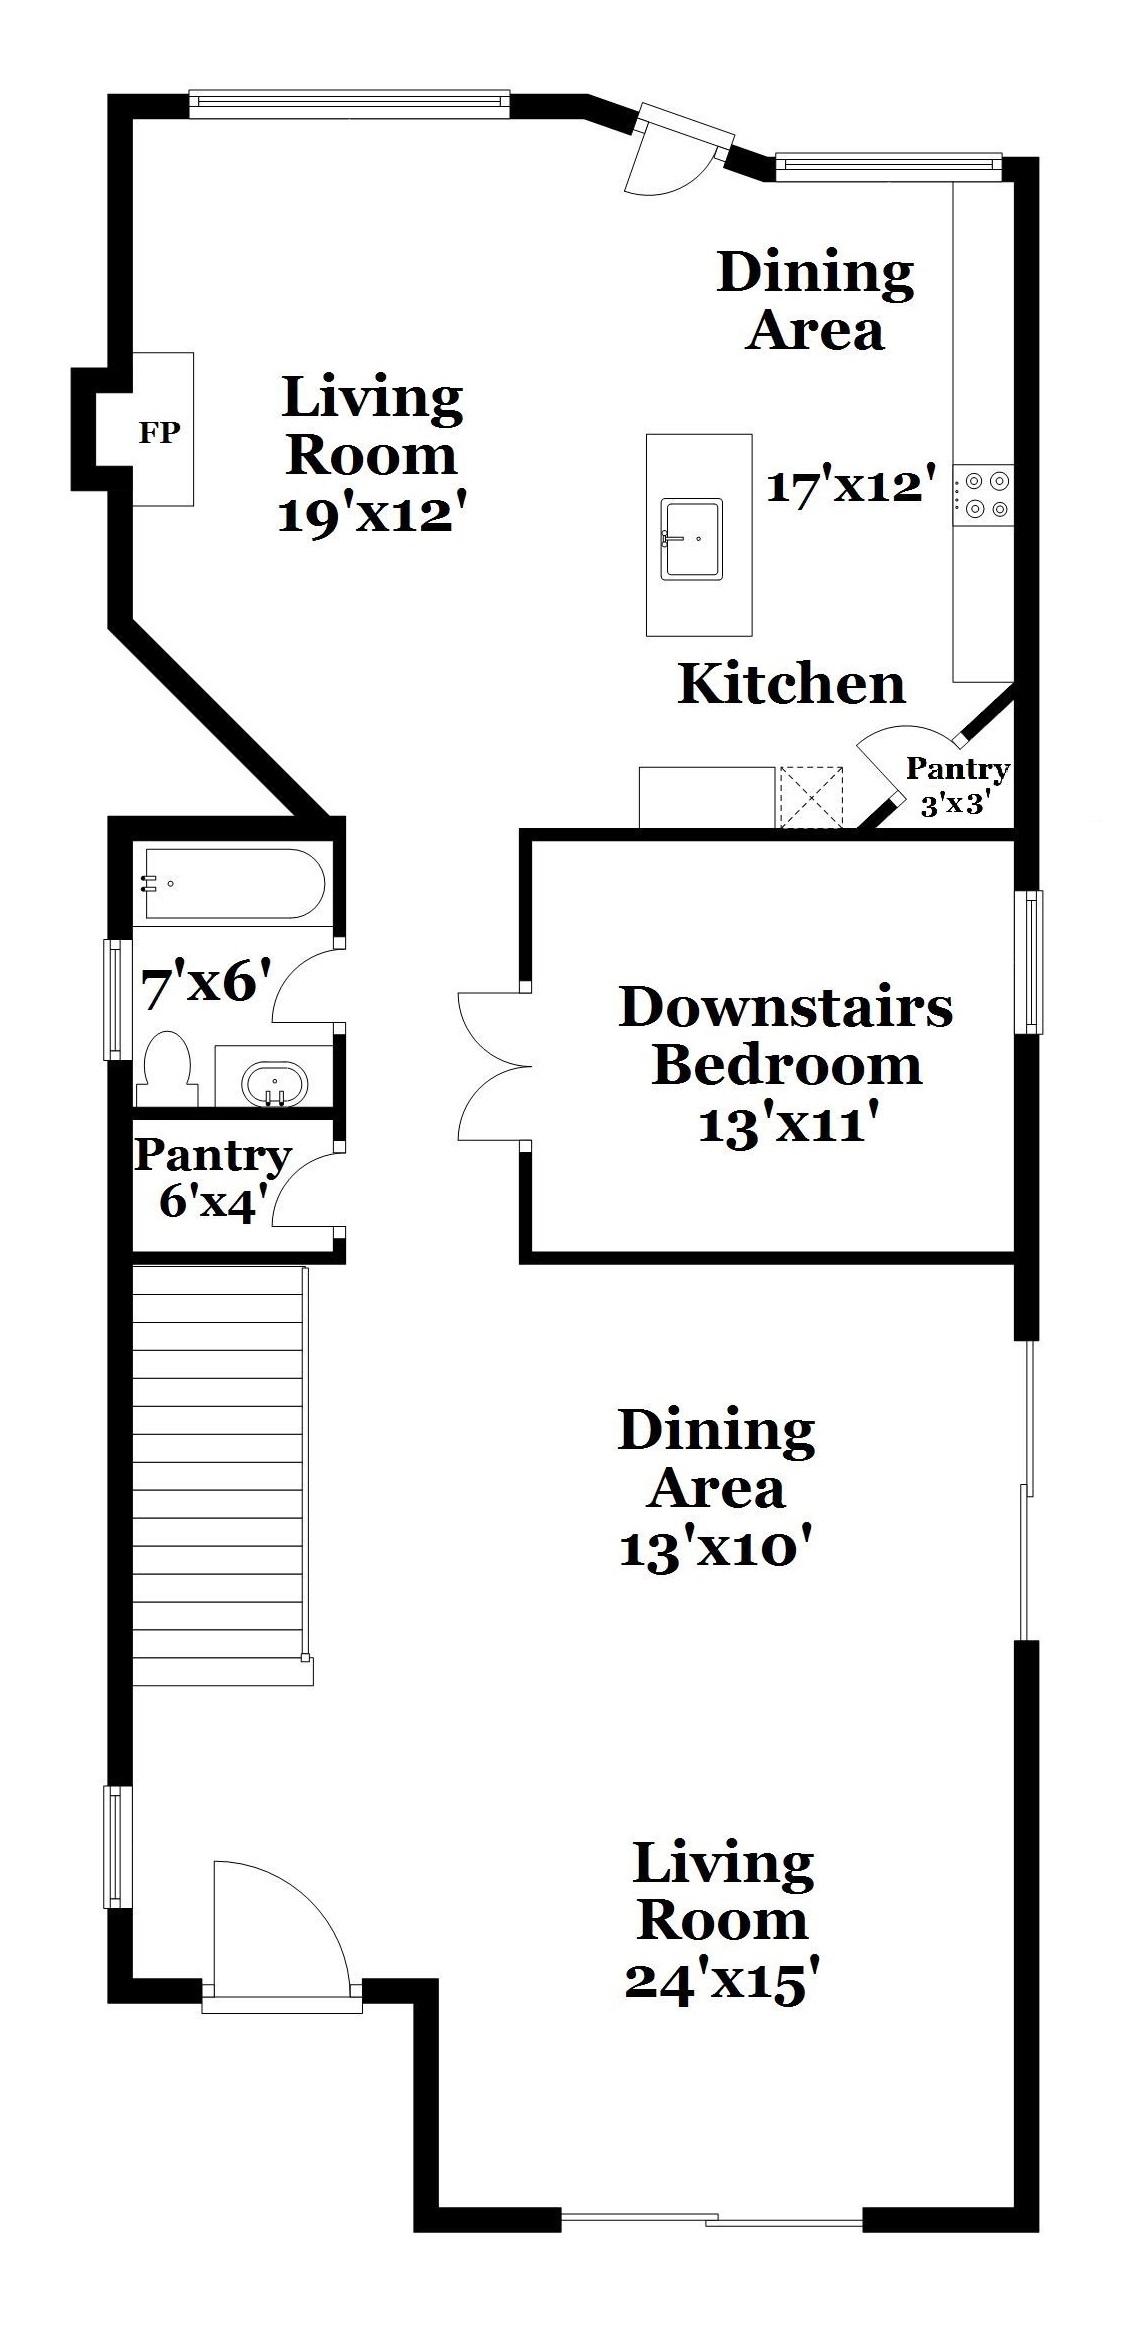 Dining
Area
Living
Room
19'x12'
FP
17'x12'
Kitchen
Pantry
3'x3'
7'x6'
Downstairs
Bedroom
13'x11'
Pantry
6'x4'
Dining
Area
13'x10'
Living
Room
24'x15'